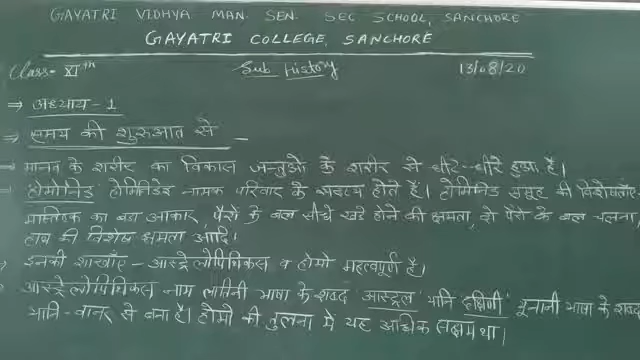 GAYATRI VIDHYA MAN. SEN. SEC SCHOOL, SANCHORE
GAYATRI COLLEGE, SANCHORE
Class- XIth Sub History 13/08/20
⇒ अध्याय - 1
⇒ समय की शुरुआत से
→ मानव के शरीर का विकास जन्तुओ के शरीर से धीरे-धीरे हुआ है।
→ होमोनिड होमिनिडेर नामक परिवार के सदस्य होते है। होमिनिड समूह की विशेषताएं-
मास्तिष्क का बडा आकार, पैरों के बल सीधे खडे होने की क्षमता, दो पैरों के बल चलना,
हाथ की विशेष क्षमता आदि।
इनकी शाखाएँ - आस्ट्रेलोपिथिकस व होमो महत्वपूर्ण है।
आस्ट्रेलोपिथिकस नाम लातिनी भाषा के शब्द आस्ट्रल यानि दक्षिणी यूनानी भाषा के शब्द
यानि - वानर से बना है। होमो की तुलना में यह अधिक सक्षम था।